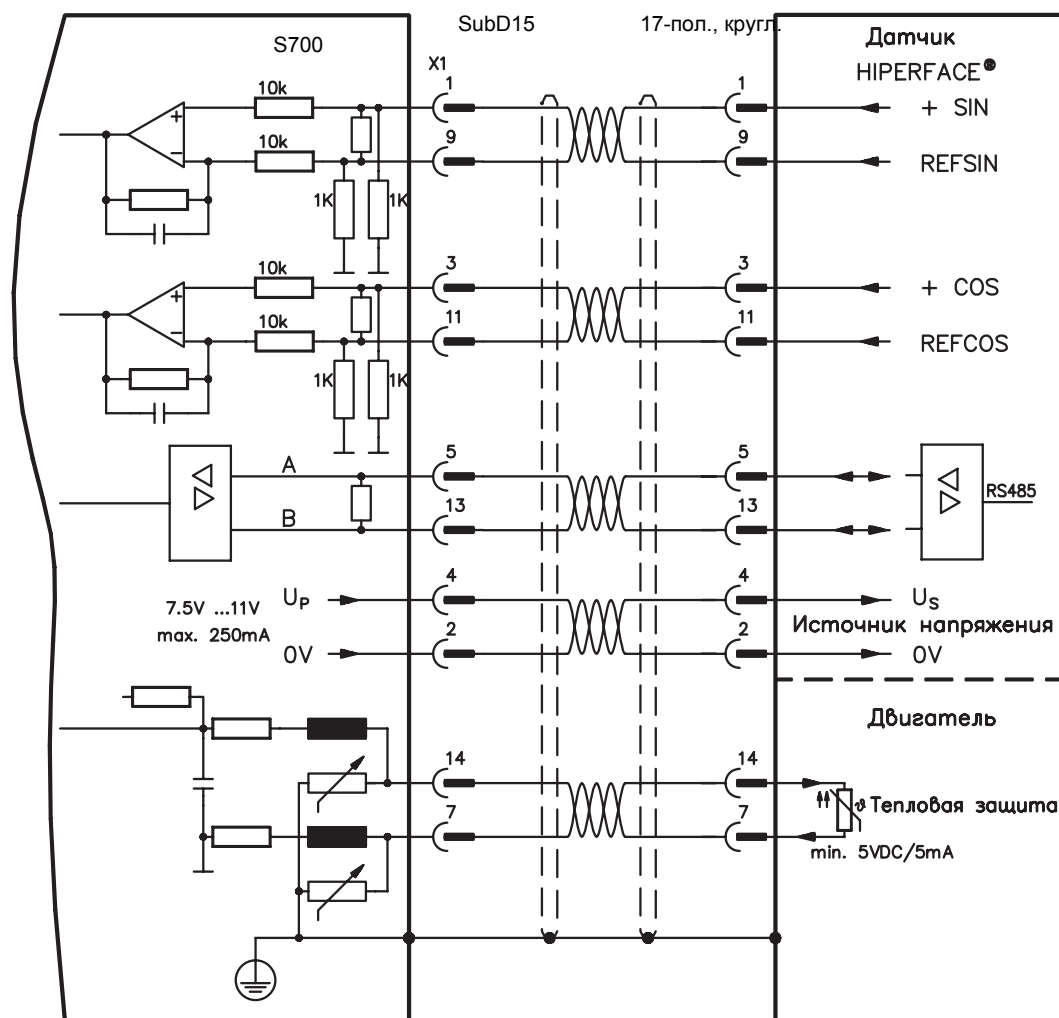 S700
SubD15
17-пол., кругл.
Датчик
HIPERFACE®
X1
10k
1
1
+ SIN
+
10k
9
9
REFSIN
−
1K
1K
10k
3
3
+ COS
+
10k
11
11
REFCOS
−
1K
1K
A
5
5
RS485
B
13
13
7.5V ...11V
max. 250mA
UP
4
4
US
Источник напряжения
0V
2
2
0V
Двигатель
14
14
ϑ Тепловая защита
7
7
min. 5VDC/5mA